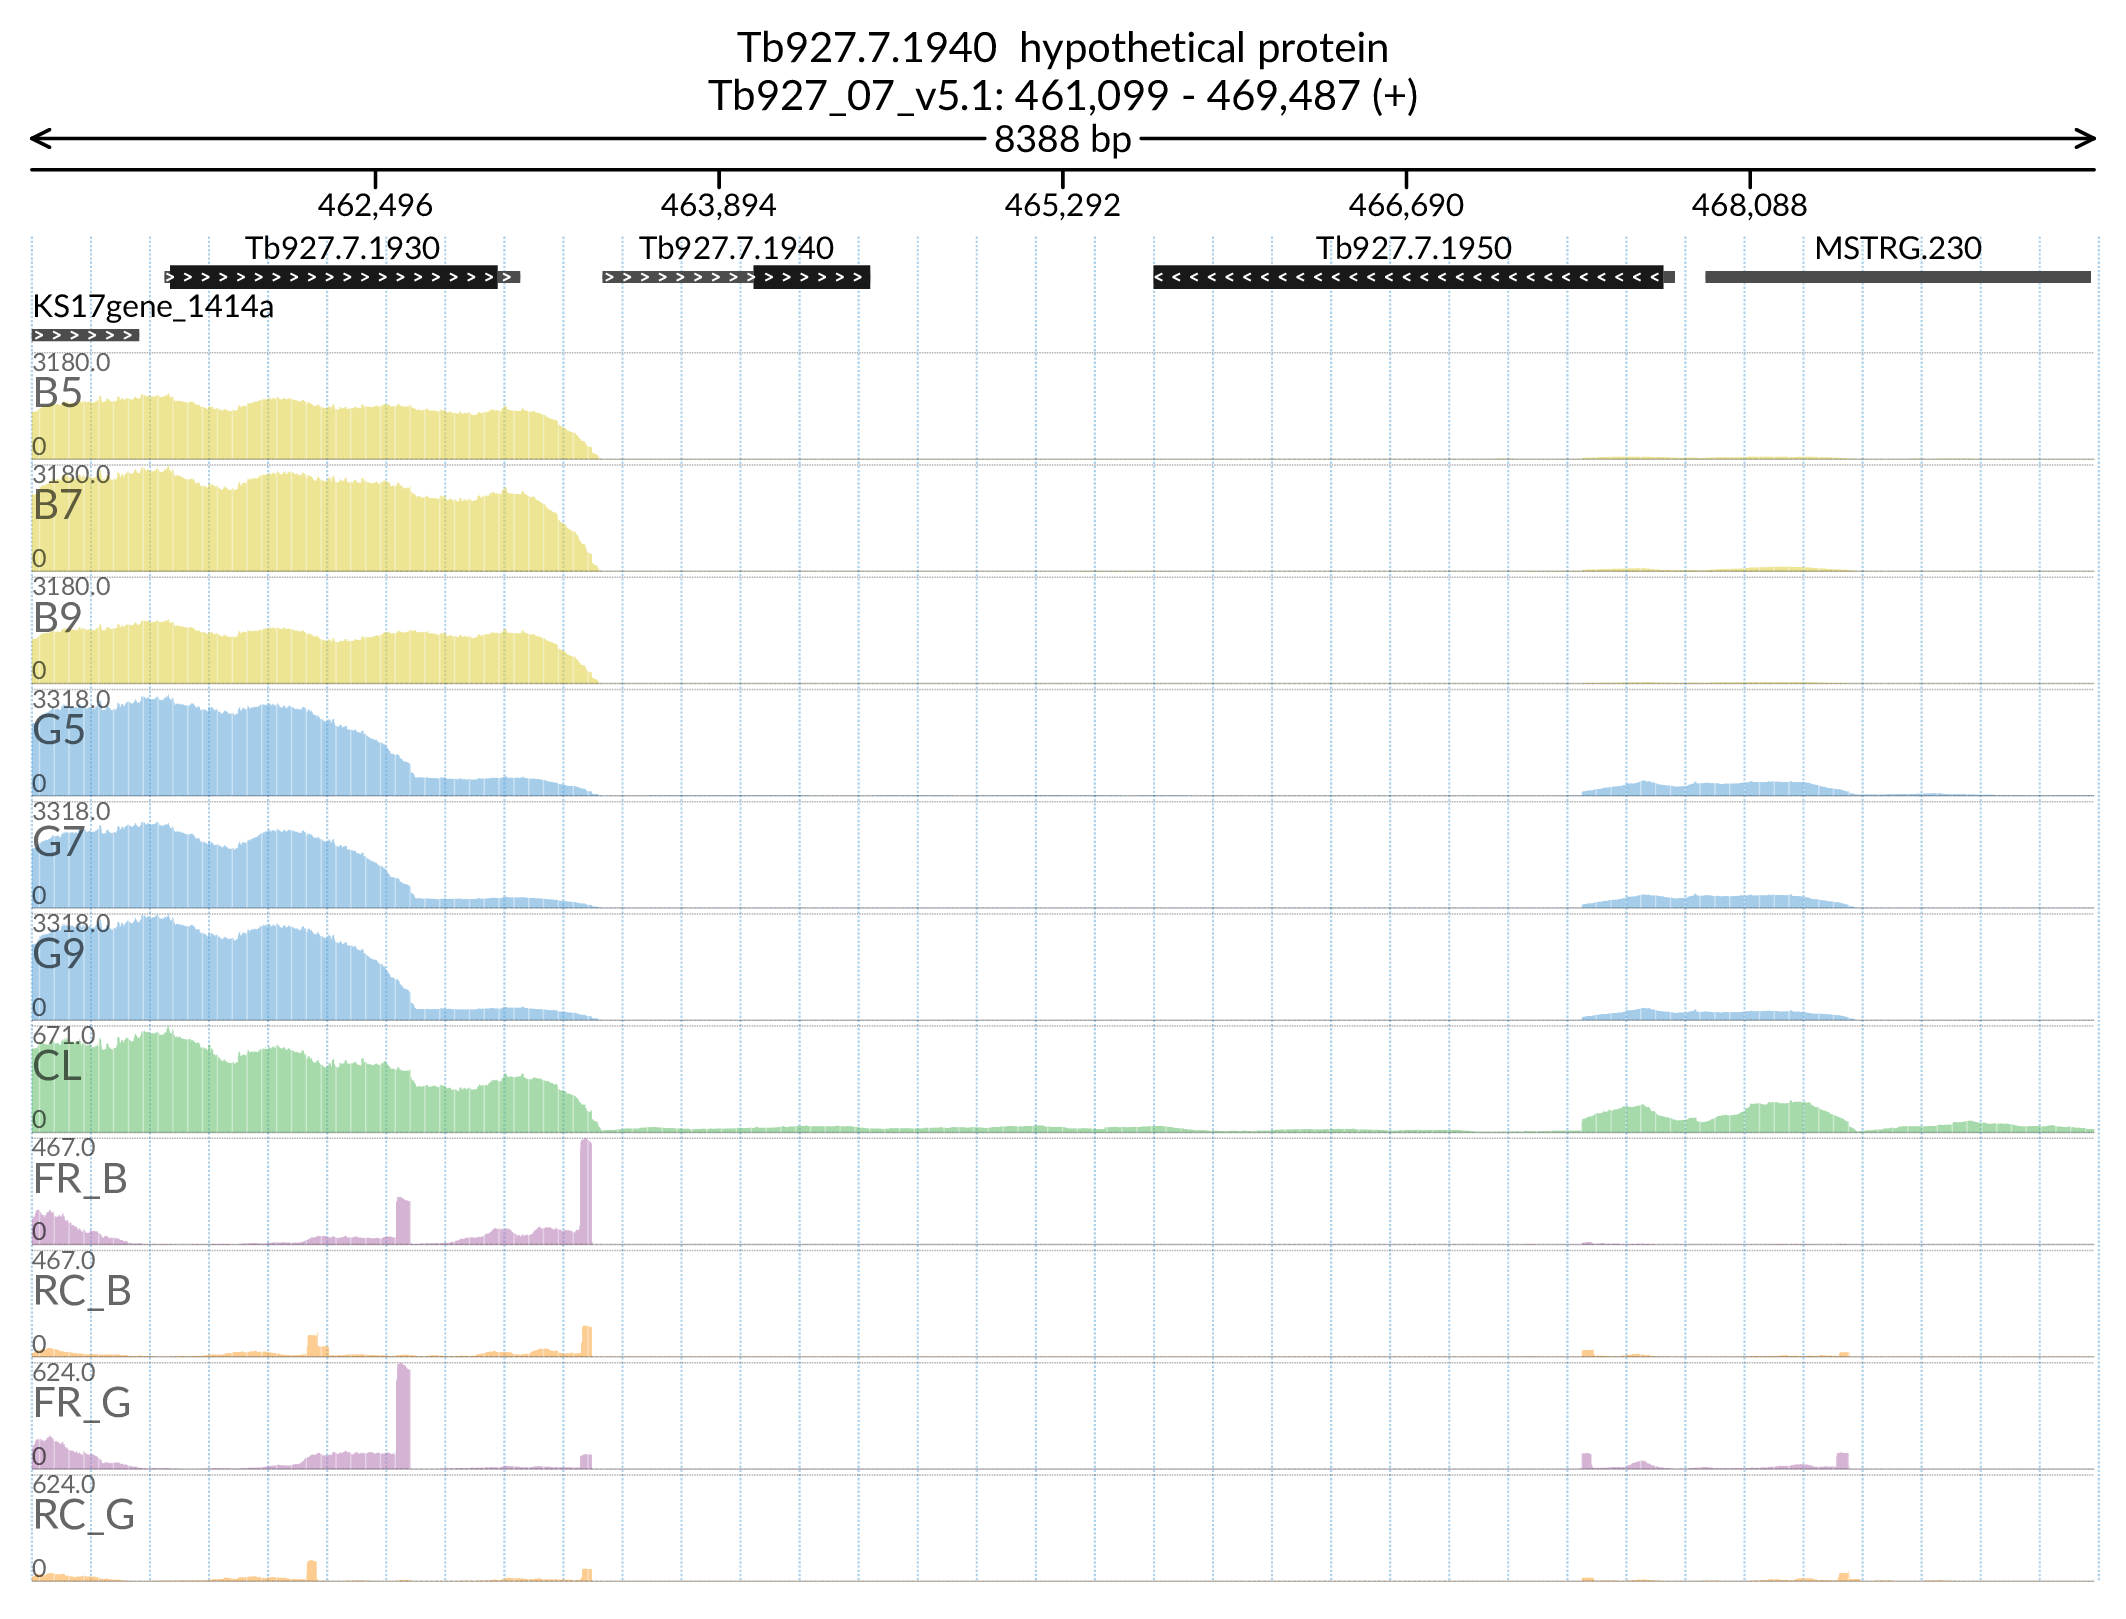 Tb927.7.1940  hypothetical protein
Tb927_07_v5.1: 461,099 - 469,487 (+)
8388 bp
462,496 463,894 465,292 466,690 468,088
Tb927.7.1930 Tb927.7.1940 Tb927.7.1950 MSTRG.230
KS17gene_1414a
3180.0
B5
0
3180.0
B7
0
3180.0
B9
0
3318.0
G5
0
3318.0
G7
0
3318.0
G9
0
671.0
CL
0
467.0
FR_B
0
467.0
RC_B
0
624.0
FR_G
0
624.0
RC_G
0